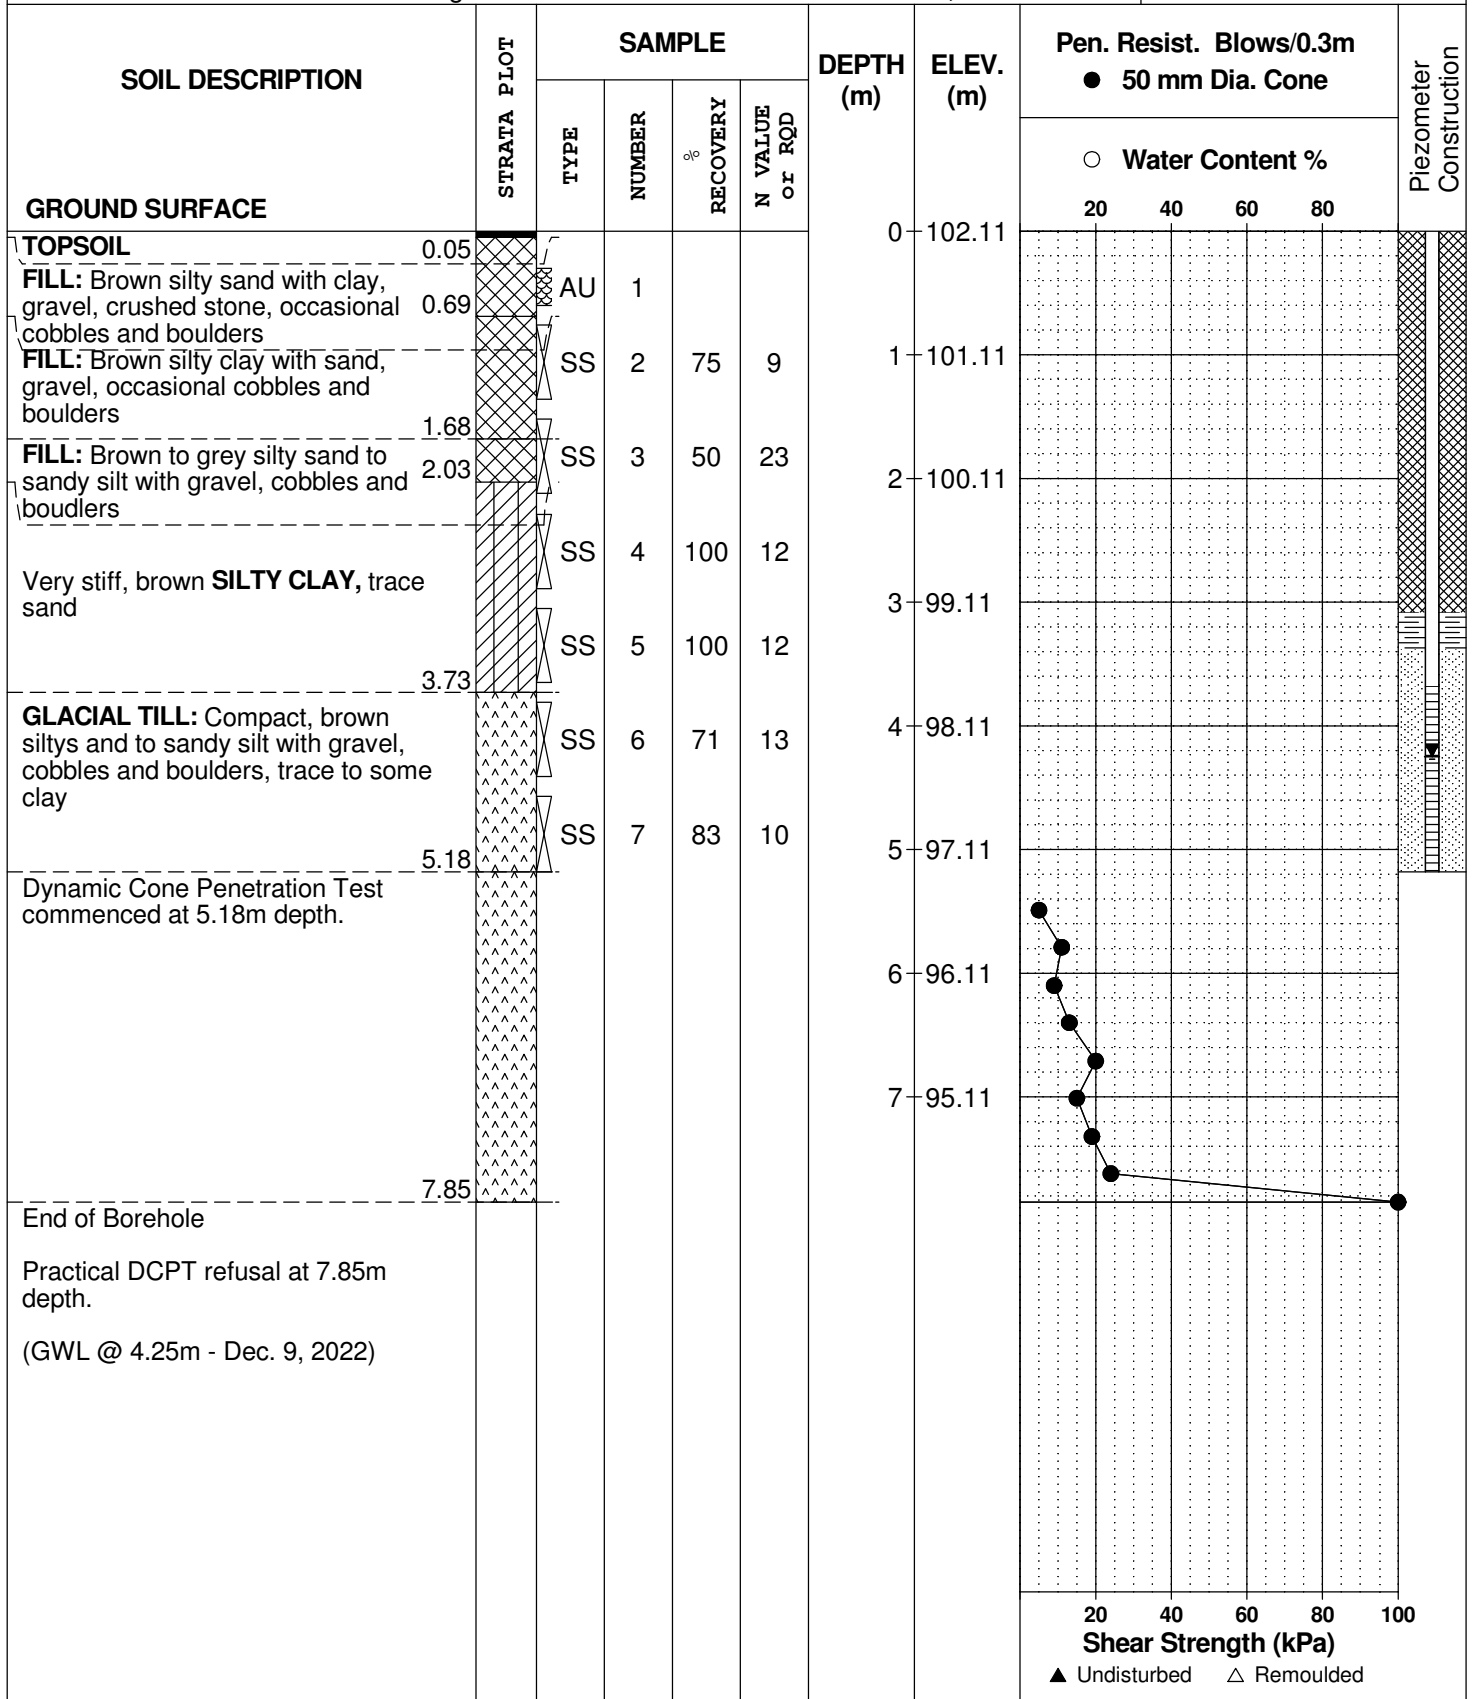 SOIL DESCRIPTION
GROUND SURFACE
STRATA PLOT
SAMPLE
TYPE
NUMBER
% RECOVERY
N VALUE
or RQD
DEPTH
(m)
ELEV.
(m)
Pen. Resist. Blows/0.3m
● 50 mm Dia. Cone
○ Water Content %
20 40 60 80
Piezometer
Construction
0 102.11
TOPSOIL 0.05
FILL: Brown silty sand with clay,
gravel, crushed stone, occasional 0.69
cobbles and boulders
AU 1
FILL: Brown silty clay with sand,
gravel, occasional cobbles and
boulders
1.68
SS 2 75 9
1 101.11
FILL: Brown to grey silty sand to
sandy silt with gravel, cobbles and 2.03
boudlers
SS 3 50 23
2 100.11
SS 4 100 12
Very stiff, brown SILTY CLAY, trace
sand
3 99.11
SS 5 100 12
3.73
GLACIAL TILL: Compact, brown
siltys and to sandy silt with gravel,
cobbles and boulders, trace to some
clay
SS 6 71 13
4 98.11
SS 7 83 10
5 97.11
5.18
Dynamic Cone Penetration Test
commenced at 5.18m depth.
6 96.11
7 95.11
7.85
End of Borehole
Practical DCPT refusal at 7.85m
depth.
(GWL @ 4.25m - Dec. 9, 2022)
20 40 60 80 100
Shear Strength (kPa)
▲ Undisturbed △ Remoulded